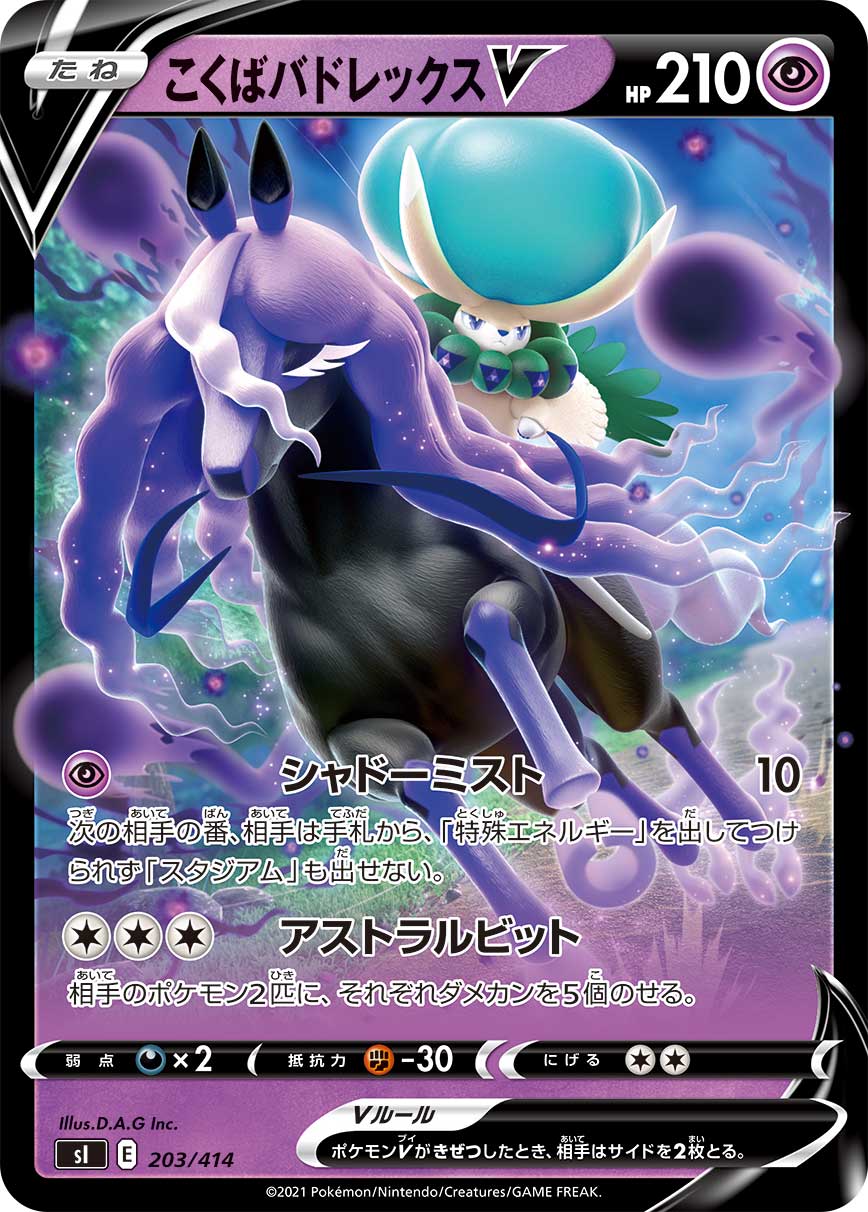 たね こくばバドレックスV HP210
シャドーミスト 10
次の相手の番、相手は手札から、「特殊エネルギー」を出してつけ
られず「スタジアム」も出せない。
アストラルビット
相手のポケモン2匹に、それぞれダメカンを5個のせる。
弱点 ×2 抵抗力 -30 にげる
Illus.D.A.G Inc.
Vルール
ポケモンVがきぜつしたとき、相手はサイドを2枚とる。
sI E 203/414
©2021 Pokémon/Nintendo/Creatures/GAME FREAK.